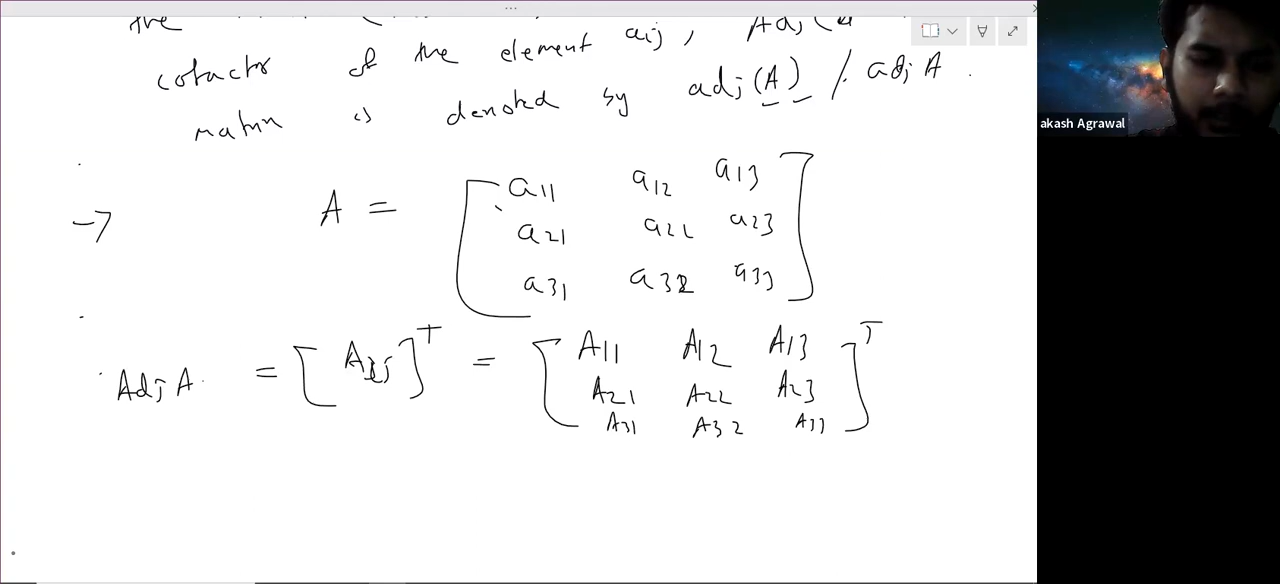 the
cofactor of the element aij, Adj
matrix is denoted by adj(A) / adj A.
→ A = [ a11 a12 a13
a21 a22 a23
a31 a32 a33 ]
Adj A = [ Aij ]^T = [ A11 A12 A13
A21 A22 A23
A31 A32 A33 ]^T
akash Agrawal